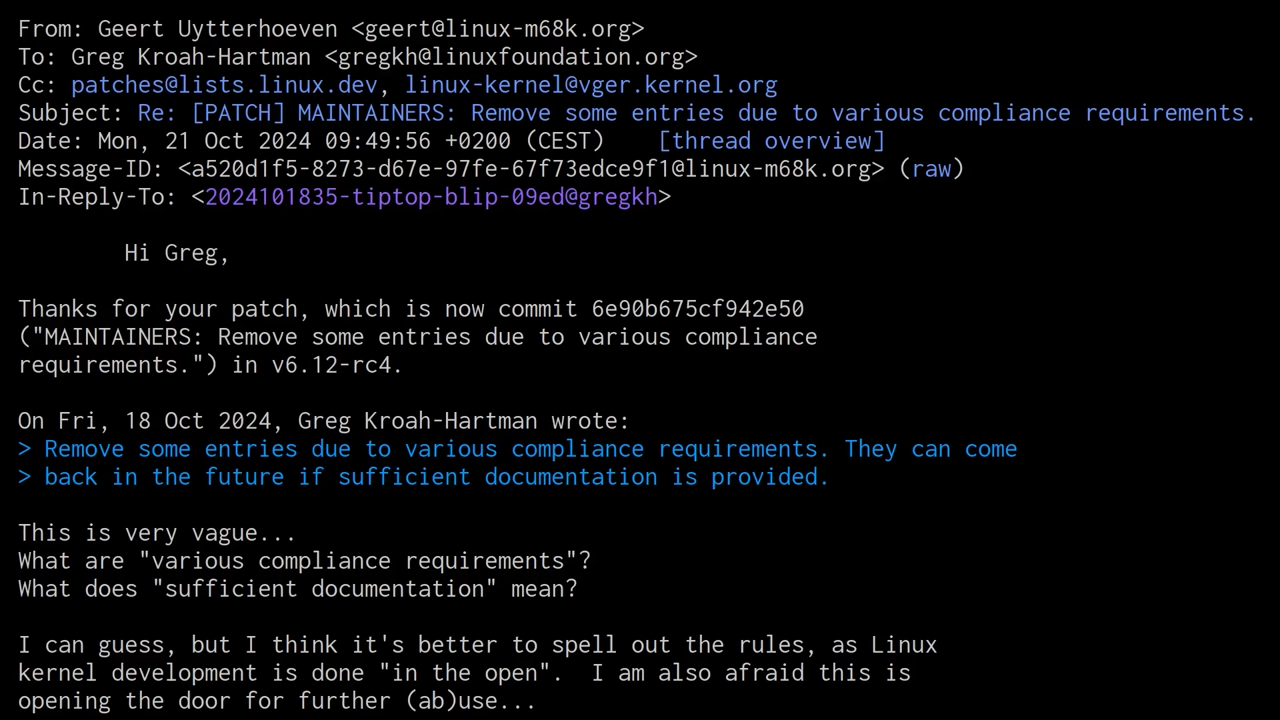 From: Geert Uytterhoeven <geert@linux-m68k.org>
To: Greg Kroah-Hartman <gregkh@linuxfoundation.org>
Cc: patches@lists.linux.dev, linux-kernel@vger.kernel.org
Subject: Re: [PATCH] MAINTAINERS: Remove some entries due to various compliance requirements.
Date: Mon, 21 Oct 2024 09:49:56 +0200 (CEST)    [thread overview]
Message-ID: <a520d1f5-8273-d67e-97fe-67f73edce9f1@linux-m68k.org> (raw)
In-Reply-To: <2024101835-tiptop-blip-09ed@gregkh>
Hi Greg,
Thanks for your patch, which is now commit 6e90b675cf942e50
("MAINTAINERS: Remove some entries due to various compliance
requirements.") in v6.12-rc4.
On Fri, 18 Oct 2024, Greg Kroah-Hartman wrote:
> Remove some entries due to various compliance requirements. They can come
> back in the future if sufficient documentation is provided.
This is very vague...
What are "various compliance requirements"?
What does "sufficient documentation" mean?
I can guess, but I think it's better to spell out the rules, as Linux
kernel development is done "in the open".  I am also afraid this is
opening the door for further (ab)use...